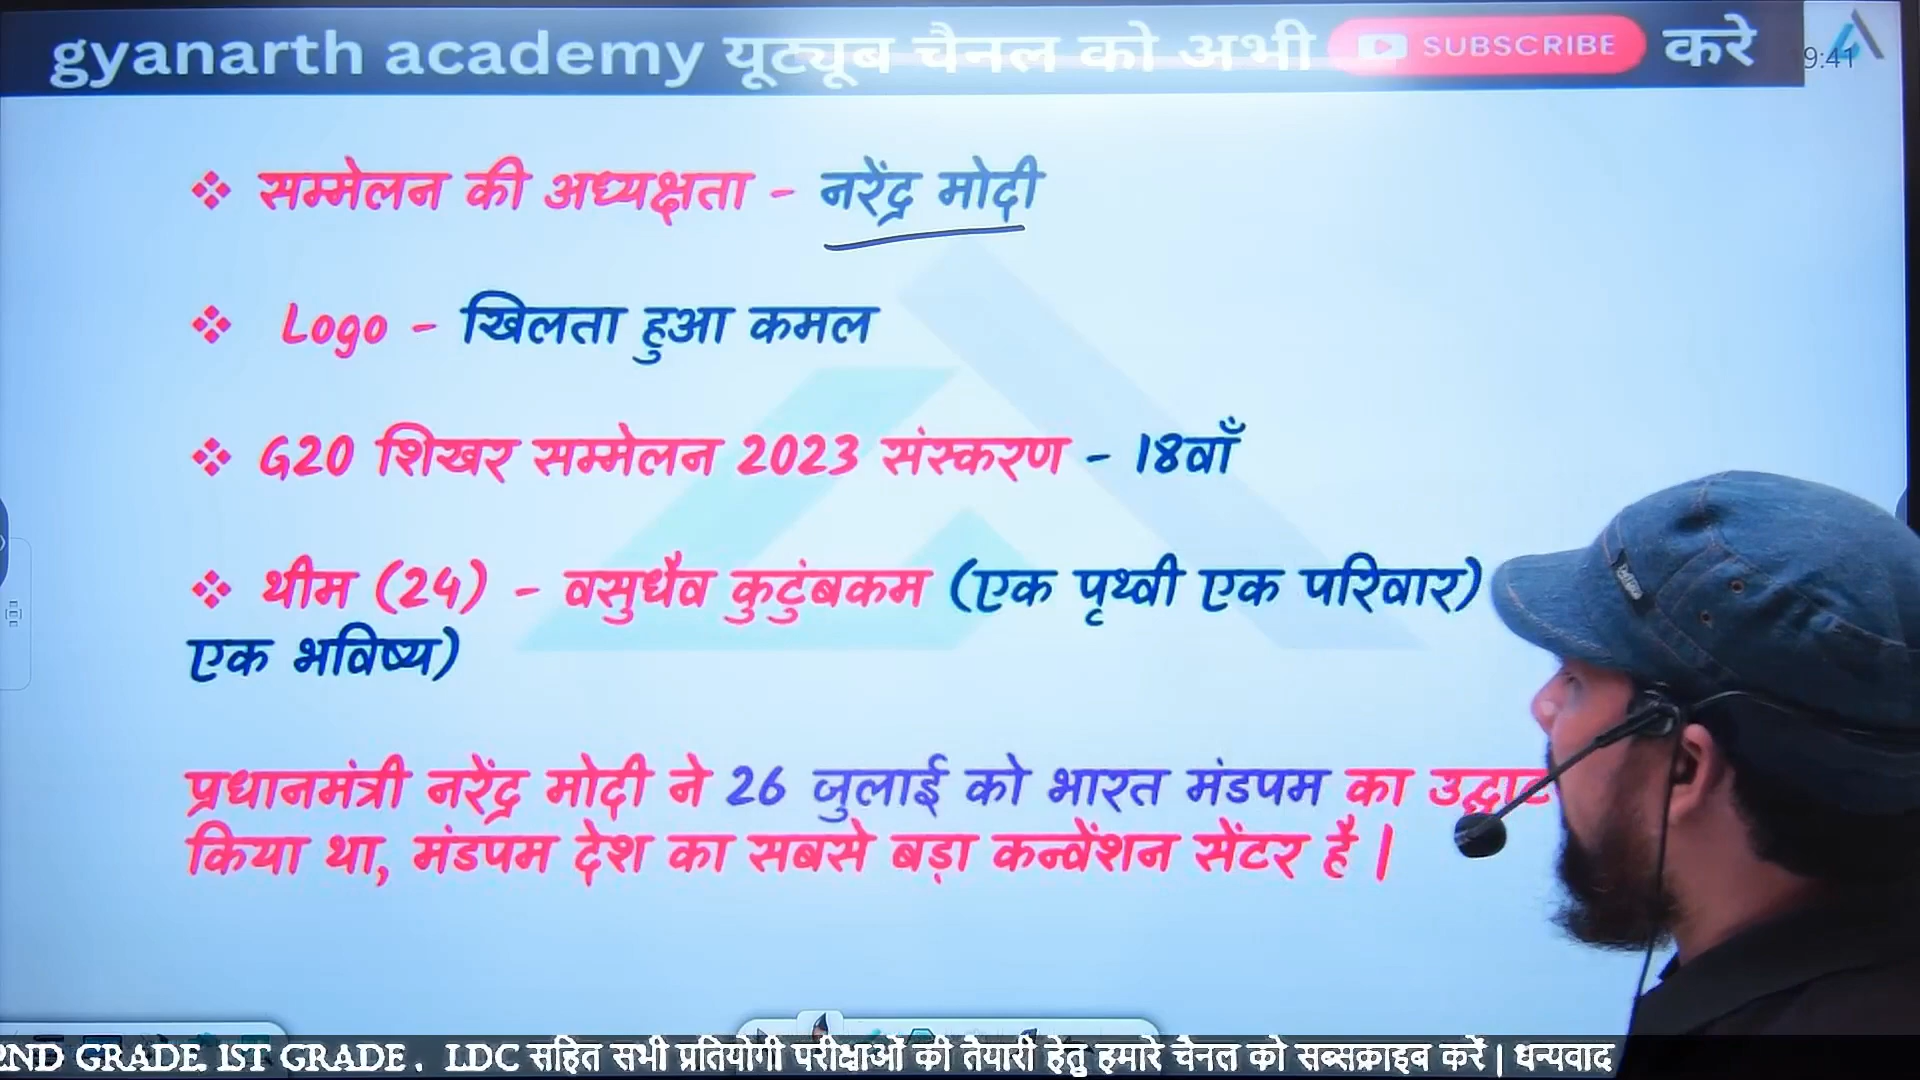 gyanarth academy यूट्यूब चैनल को अभी SUBSCRIBE करे
9:41
❖ सम्मेलन की अध्यक्षता - नरेंद्र मोदी
❖ Logo - खिलता हुआ कमल
❖ G20 शिखर सम्मेलन 2023 संस्करण - 18वाँ
❖ थीम (24) - वसुधैव कुटुंबकम (एक पृथ्वी एक परिवार)
एक भविष्य)
प्रधानमंत्री नरेंद्र मोदी ने 26 जुलाई को भारत मंडपम का
किया था, मंडपम देश का सबसे बड़ा कन्वेंशन सेंटर है |
2ND GRADE, 1ST GRADE . LDC सहित सभी प्रतियोगी परीक्षाओं की तैयारी हेतु हमारे चैनल को सब्सक्राइब करें | धन्यवाद